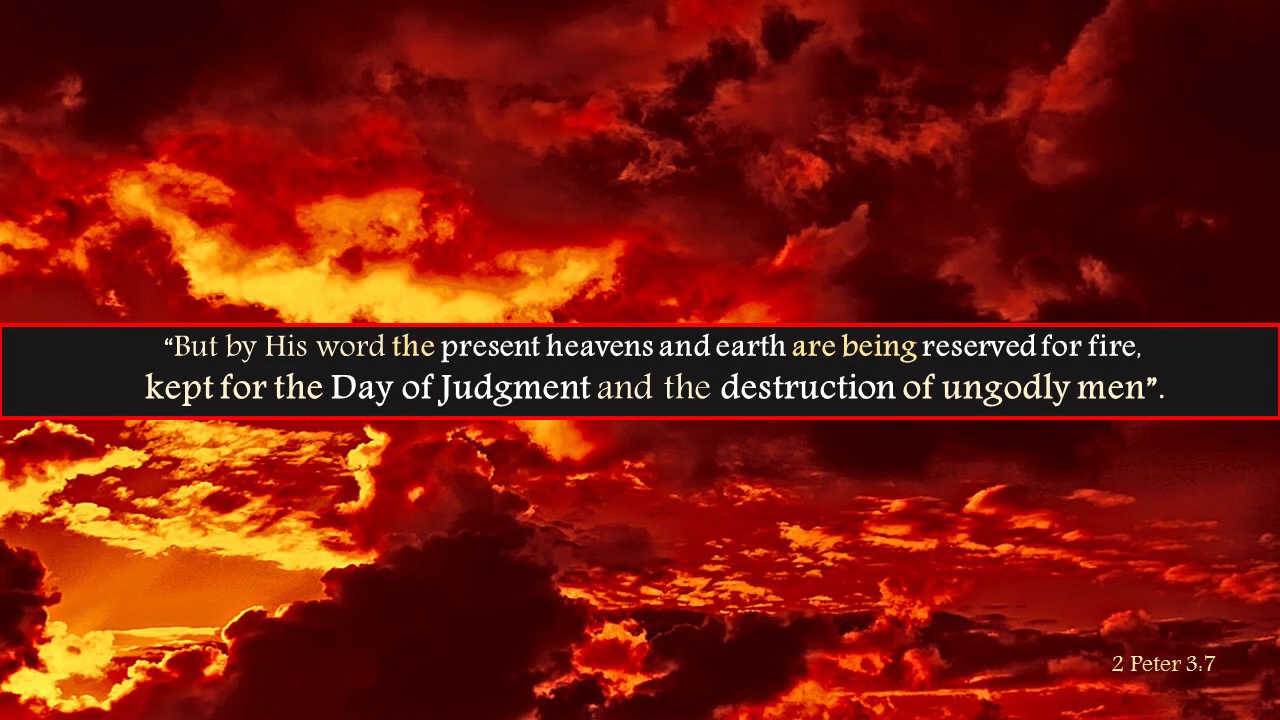 “But by His word the present heavens and earth are being reserved for fire,
kept for the Day of Judgment and the destruction of ungodly men”.
2 Peter 3:7